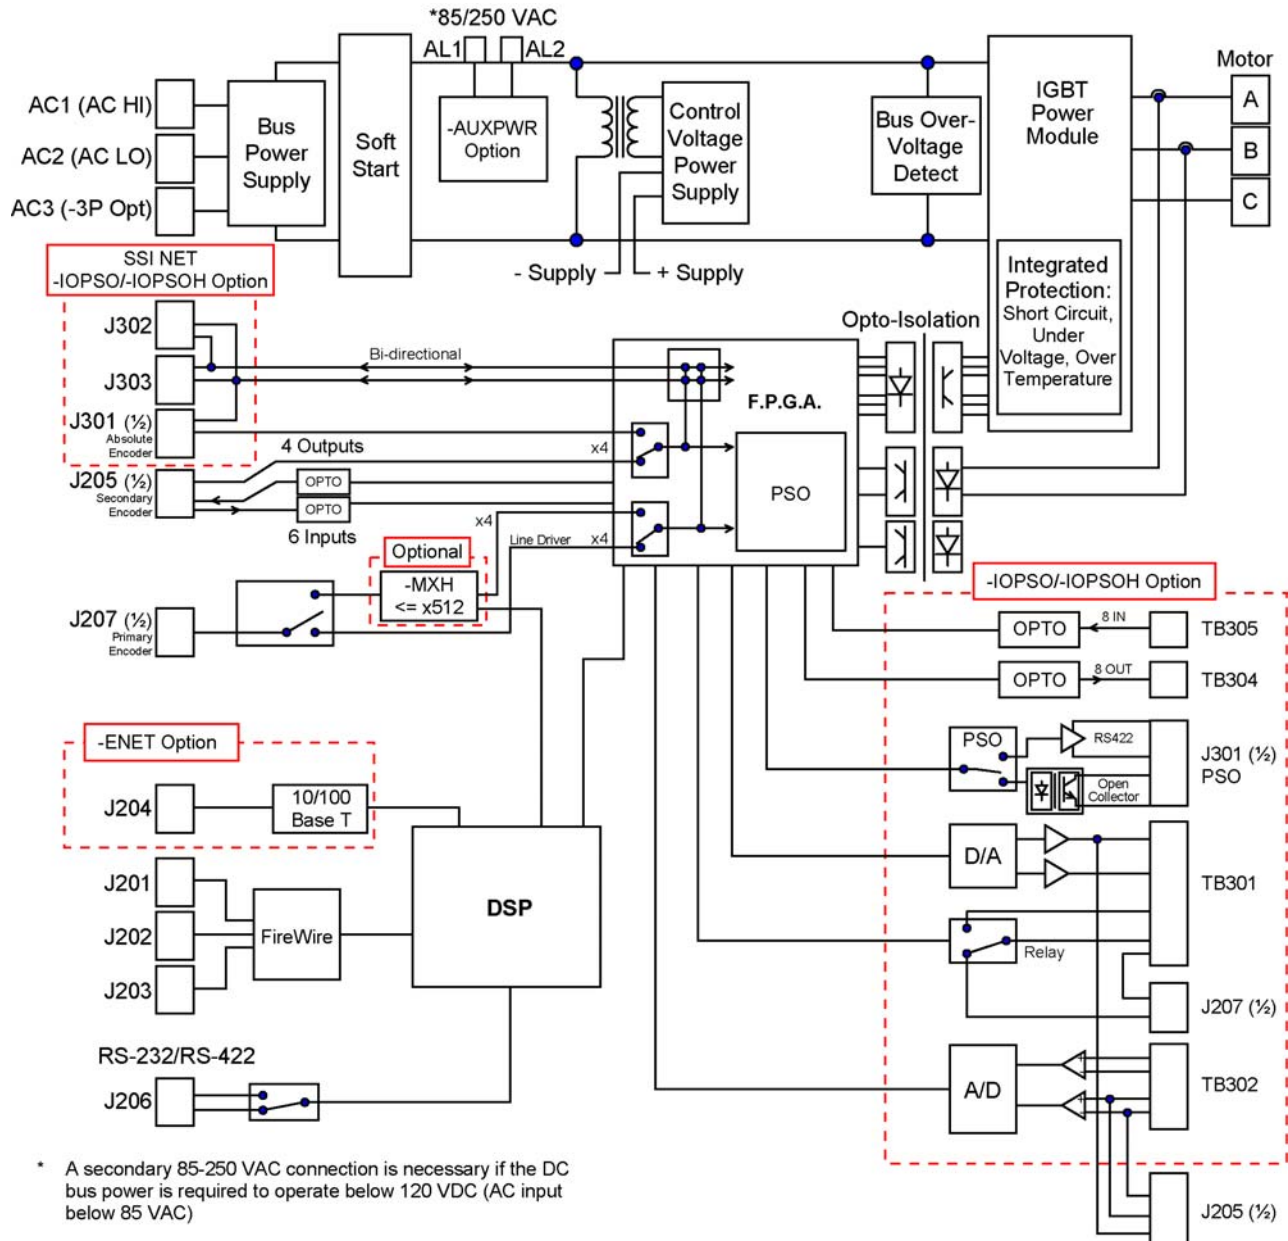 *85/250 VAC
AL1
AL2
Motor
AC1 (AC HI)
AC2 (AC LO)
AC3 (-3P Opt)
Bus
Power
Supply
Soft
Start
-AUXPWR
Option
Control
Voltage
Power
Supply
- Supply
+ Supply
Bus Over-
Voltage
Detect
IGBT
Power
Module
A
B
C
Integrated
Protection:
Short Circuit,
Under
Voltage, Over
Temperature
SSI NET
-IOPSO/-IOPSOH Option
J302
J303
J301 (½)
Absolute
Encoder
Bi-directional
4 Outputs
x4
J205 (½)
Secondary
Encoder
OPTO
OPTO
6 Inputs
x4
Line Driver
x4
F.P.G.A.
PSO
Opto-Isolation
Optional
-MXH
<= x512
J207 (½)
Primary
Encoder
-IOPSO/-IOPSOH Option
OPTO
8 IN
TB305
OPTO
8 OUT
TB304
PSO
RS422
Open
Collector
J301 (½)
PSO
D/A
TB301
Relay
J207 (½)
A/D
+
-
+
-
TB302
J205 (½)
-ENET Option
J204
10/100
Base T
J201
J202
J203
FireWire
DSP
RS-232/RS-422
J206
* A secondary 85-250 VAC connection is necessary if the DC
bus power is required to operate below 120 VDC (AC input
below 85 VAC)